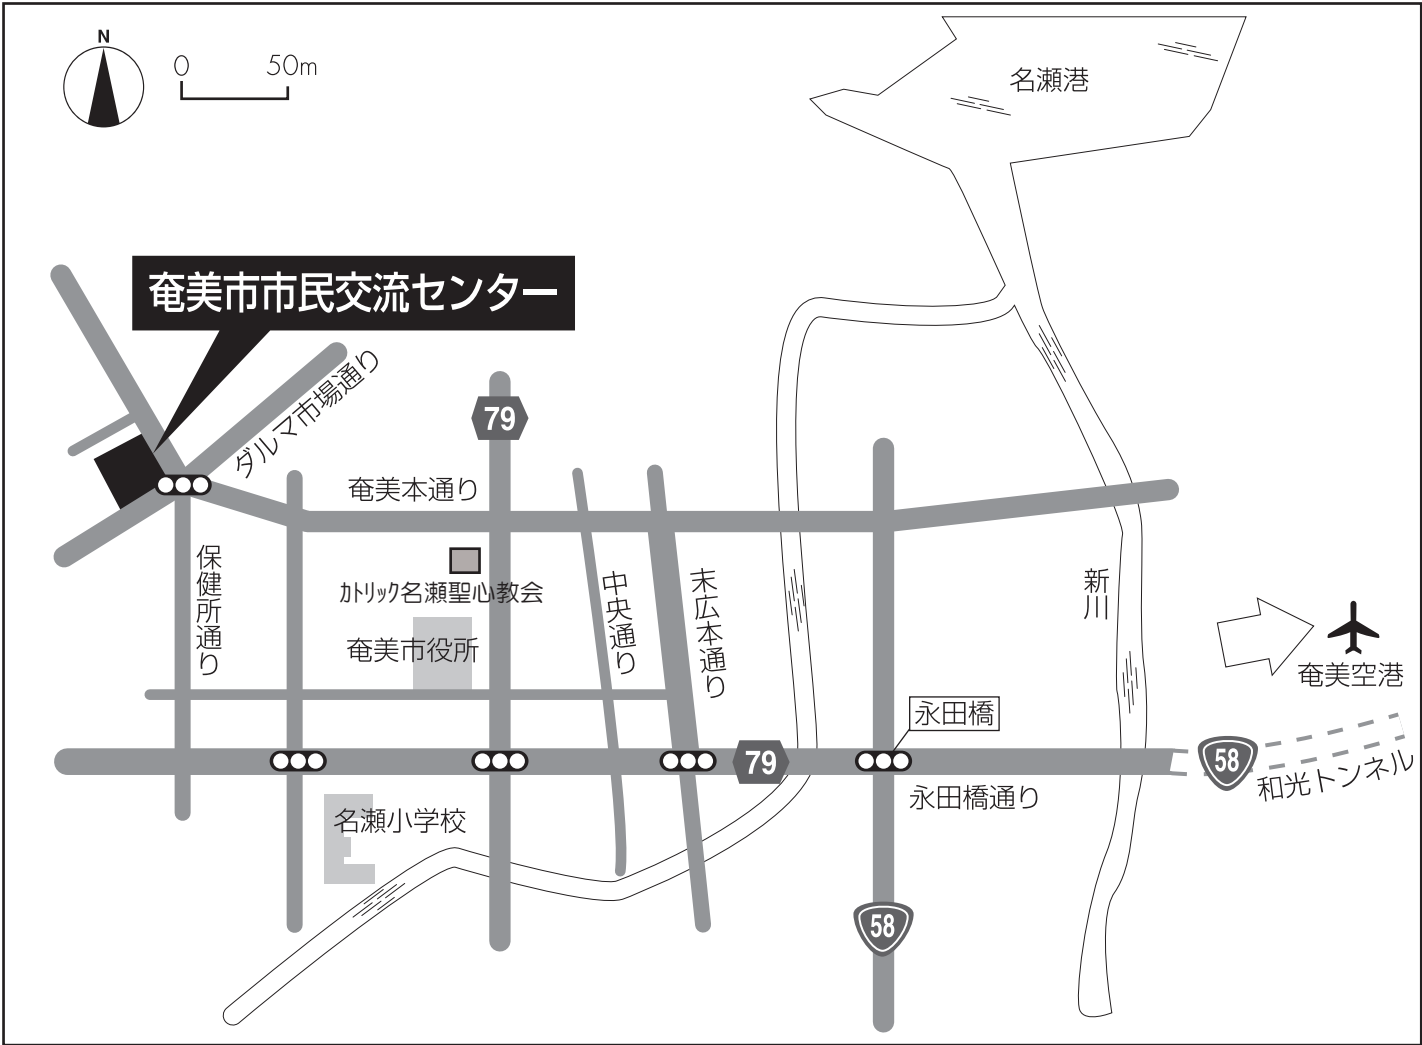 N
0 50m
名瀬港
奄美市市民交流センター
ダルマ市場通り
79
奄美本通り
保健所通り
ｶﾄﾘｯｸ名瀬聖心教会
中央通り
末広本通り
新川
奄美市役所
奄美空港
永田橋
79
58
和光トンネル
永田橋通り
名瀬小学校
58